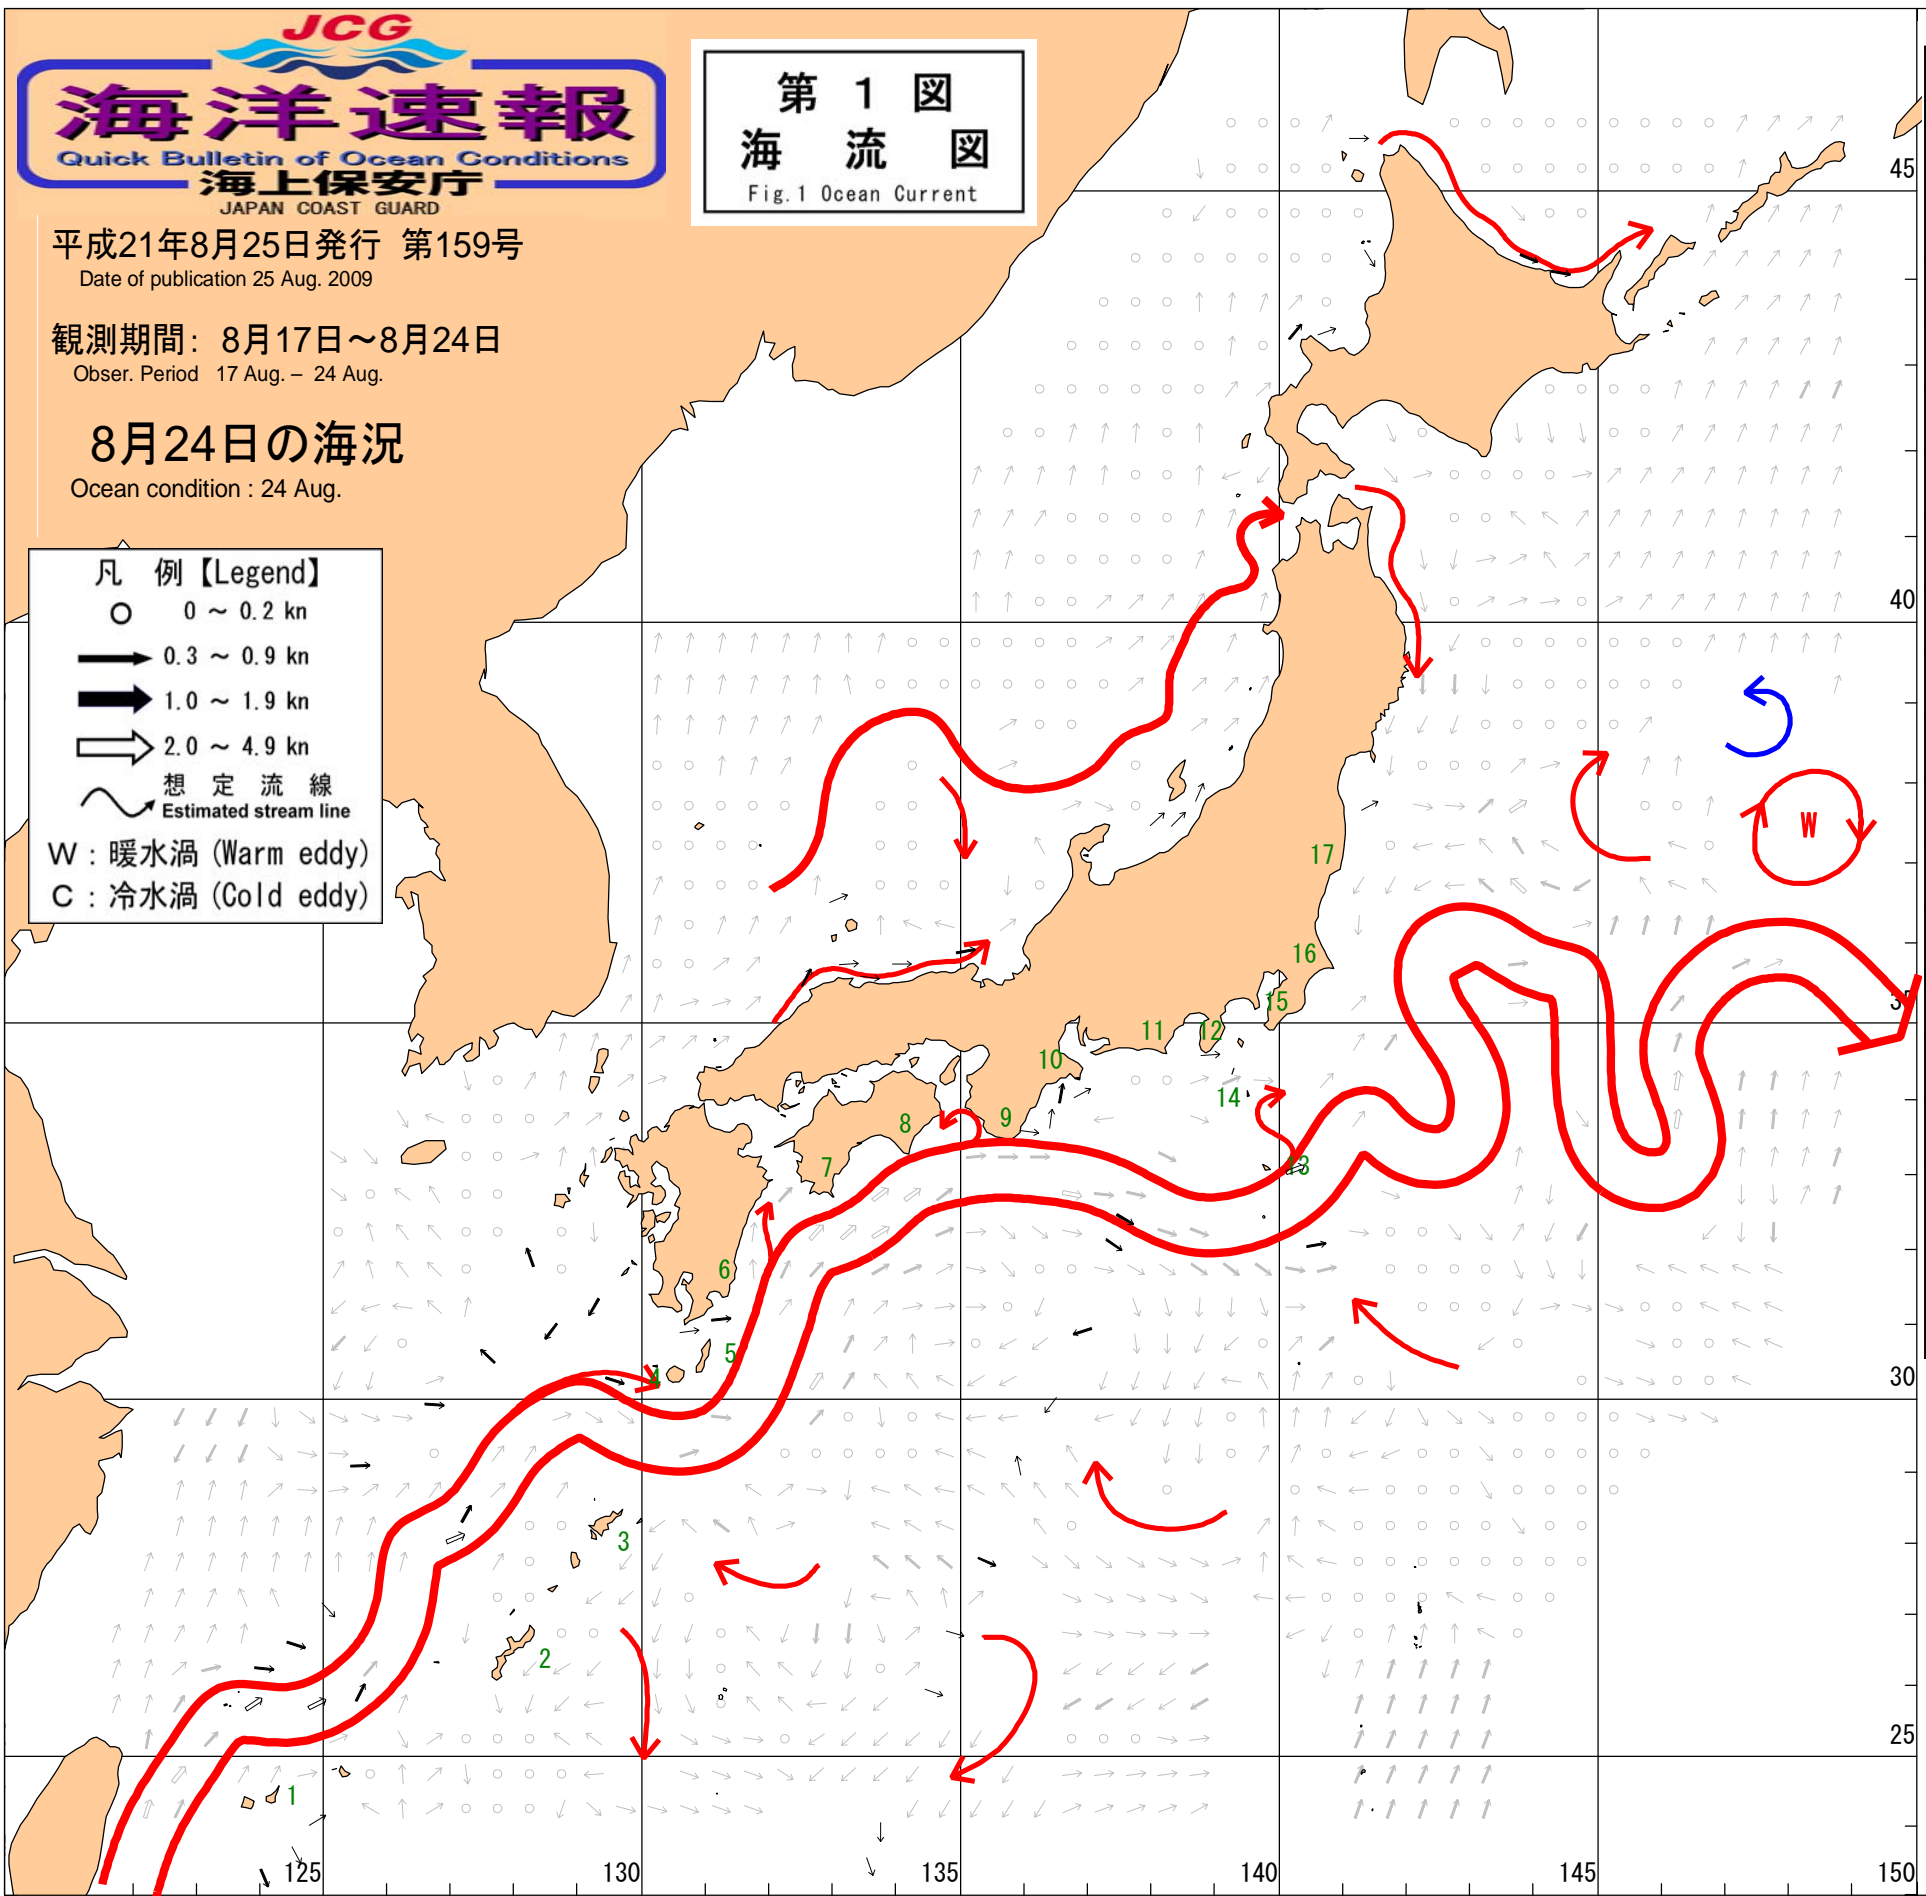 JCG
海洋速報
Quick Bulletin of Ocean Conditions
海上保安庁
JAPAN COAST GUARD
第 1 図
海 流 図
Fig.1 Ocean Current
平成21年8月25日発行 第159号
Date of publication 25 Aug. 2009
観測期間: 8月17日～8月24日
Obser. Period 17 Aug. – 24 Aug.
8月24日の海況
Ocean condition : 24 Aug.
凡 例【Legend】
0 ～ 0.2 kn
0.3 ～ 0.9 kn
1.0 ～ 1.9 kn
2.0 ～ 4.9 kn
想 定 流 線
Estimated stream line
W : 暖水渦 (Warm eddy)
C : 冷水渦 (Cold eddy)
45
40
W
17
16
35
15
11
12
10
14
8
9
7
13
6
5
4
30
3
2
25
1
125
130
135
140
145
150